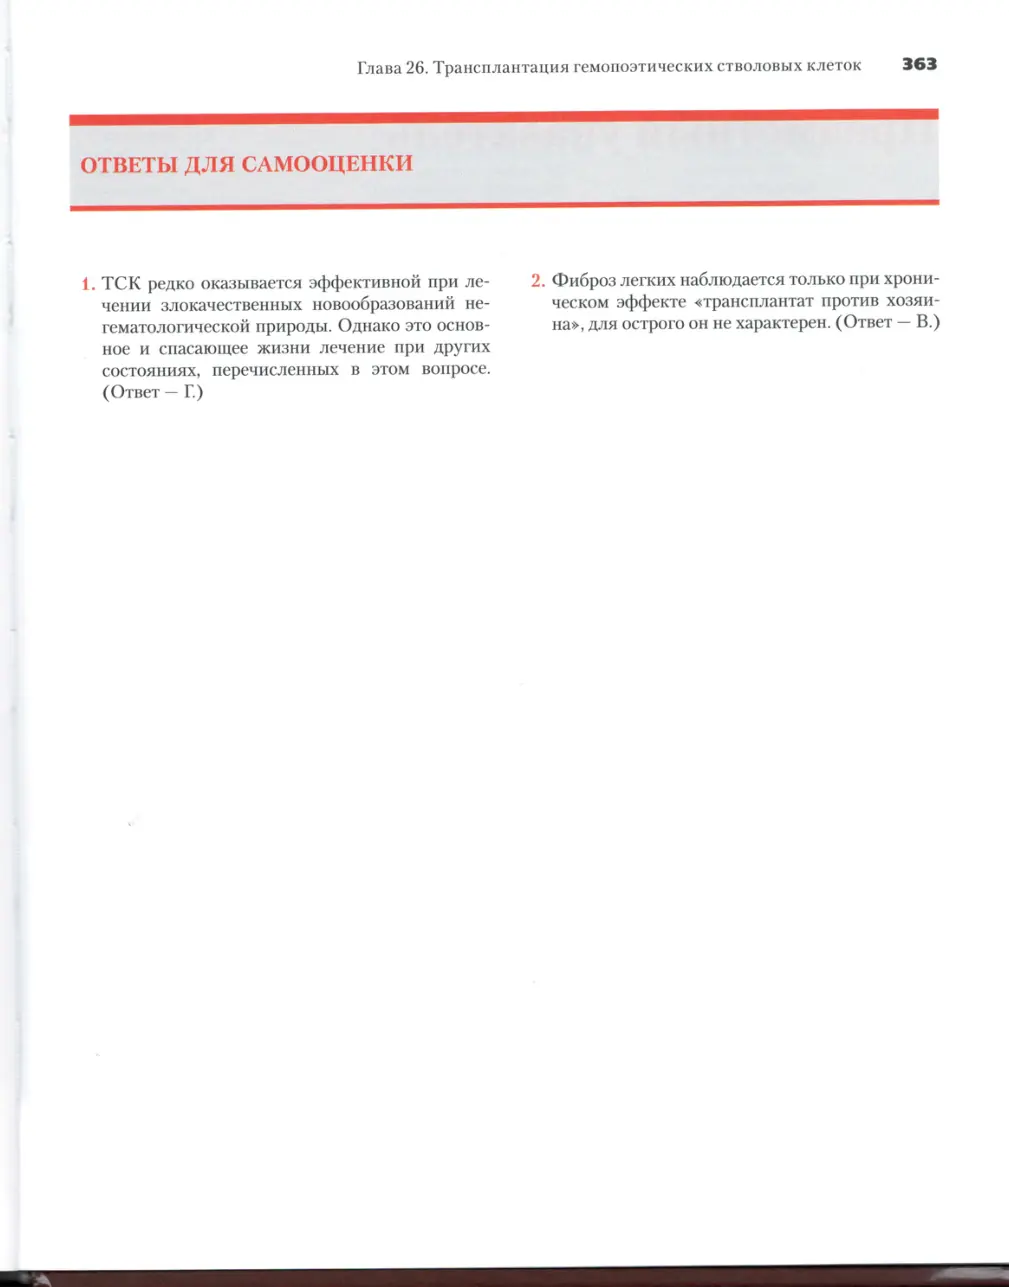 Глава 26. Трансплантация гемопоэтических стволовых клеток 363
ОТВЕТЫ ДЛЯ САМООЦЕНКИ
1. ТСК редко оказывается эффективной при ле-
чении злокачественных новообразований не-
гематологической природы. Однако это основ-
ное и спасающее жизни лечение при других
состояниях, перечисленных в этом вопросе.
(Ответ — Г.)
2. Фиброз легких наблюдается только при хрони-
ческом эффекте «трансплантат против хозяи-
на», для острого он не характерен. (Ответ — В.)